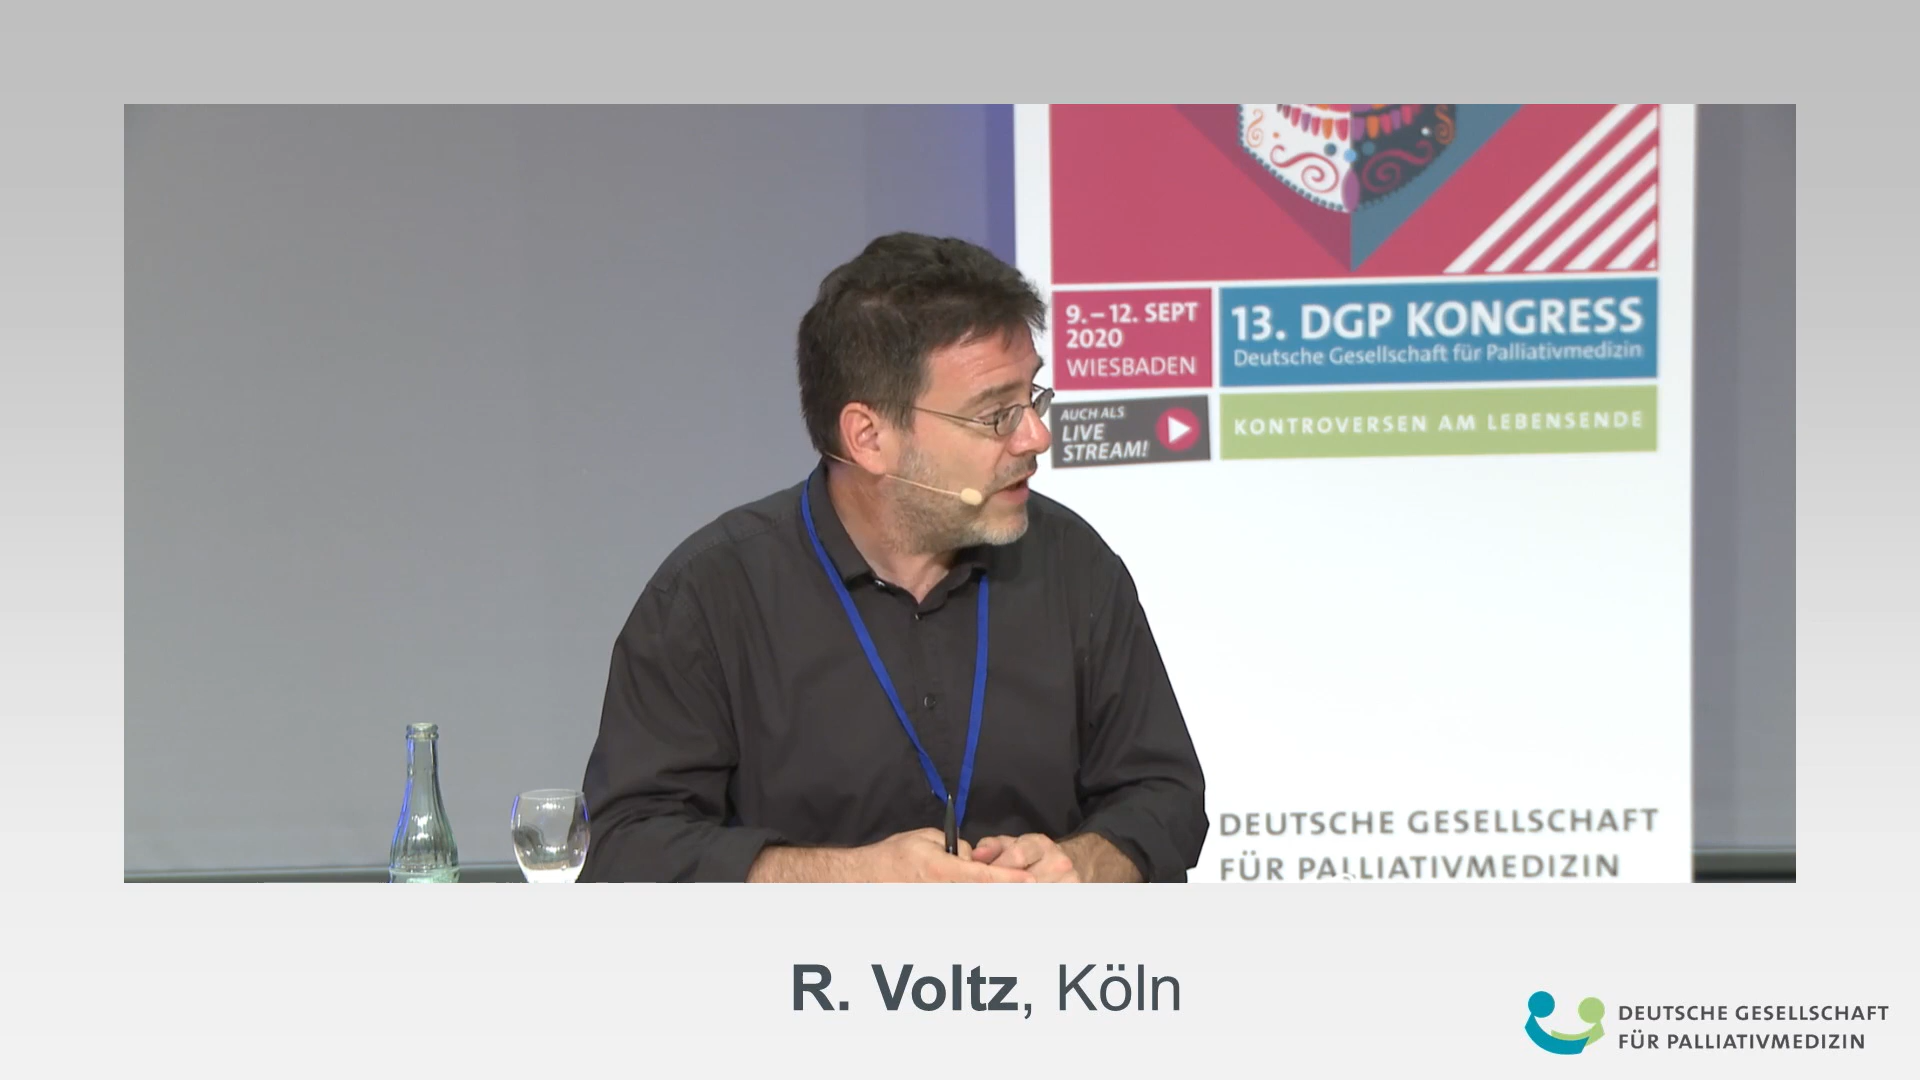 9. – 12. SEPT
2020
WIESBADEN
13. DGP KONGRESS
Deutsche Gesellschaft für Palliativmedizin
AUCH ALS
LIVE
STREAM!
KONTROVERSEN AM LEBENSENDE
DEUTSCHE GESELLSCHAFT
FÜR PALLIATIVMEDIZIN
R. Voltz, Köln
DEUTSCHE GESELLSCHAFT
FÜR PALLIATIVMEDIZIN